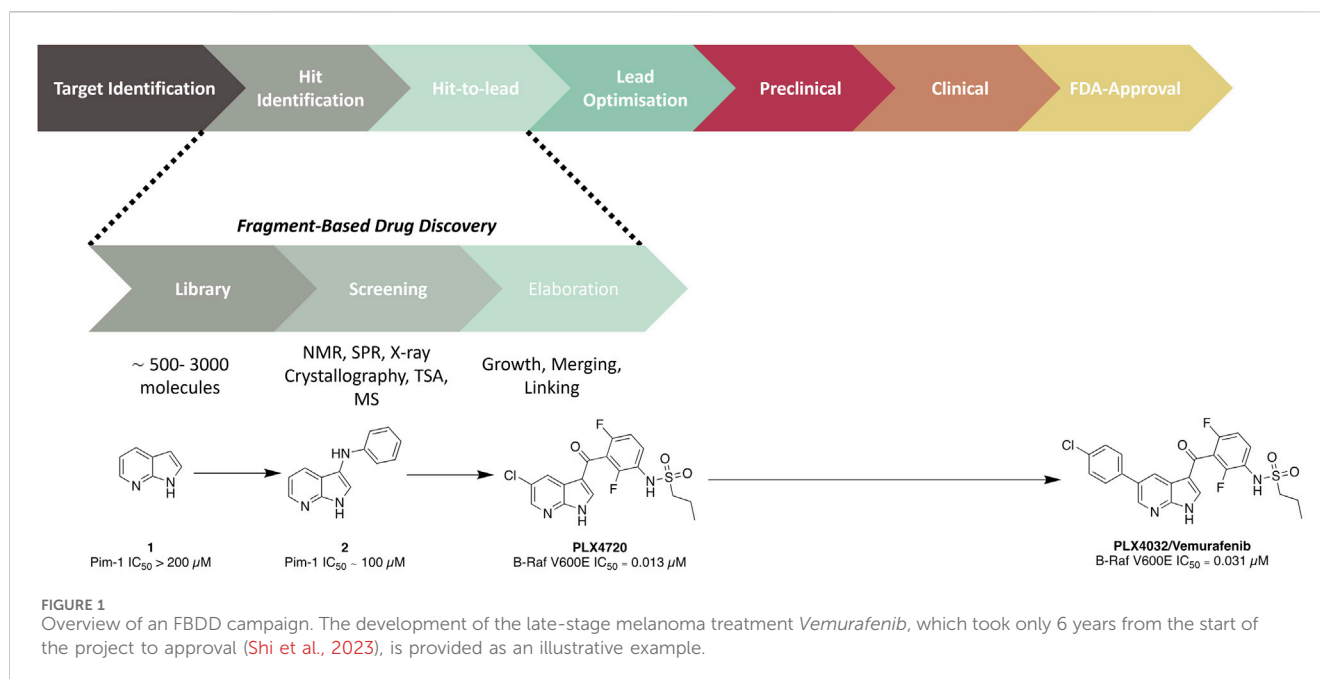 Target Identification
Hit
Identification
Hit-to-lead
Lead
Optimisation
Preclinical
Clinical
FDA-Approval
Fragment-Based Drug Discovery
Library
Screening
Elaboration
~ 500- 3000
molecules
NMR, SPR, X-ray
Crystallography, TSA,
MS
Growth, Merging,
Linking
N
N
H
1
Pim-1 IC50 > 200 µM
HN
N
N
H
2
Pim-1 IC50 ~ 100 µM
Cl
O
F
F
N
N
H
NH
S
O
O
PLX4720
B-Raf V600E IC50 = 0.013 µM
Cl
O
F
F
N
N
H
NH
S
O
O
PLX4032/Vemurafenib
B-Raf V600E IC50 = 0.031 µM
FIGURE 1
Overview of an FBDD campaign. The development of the late-stage melanoma treatment Vemurafenib, which took only 6 years from the start of
the project to approval (Shi et al., 2023), is provided as an illustrative example.